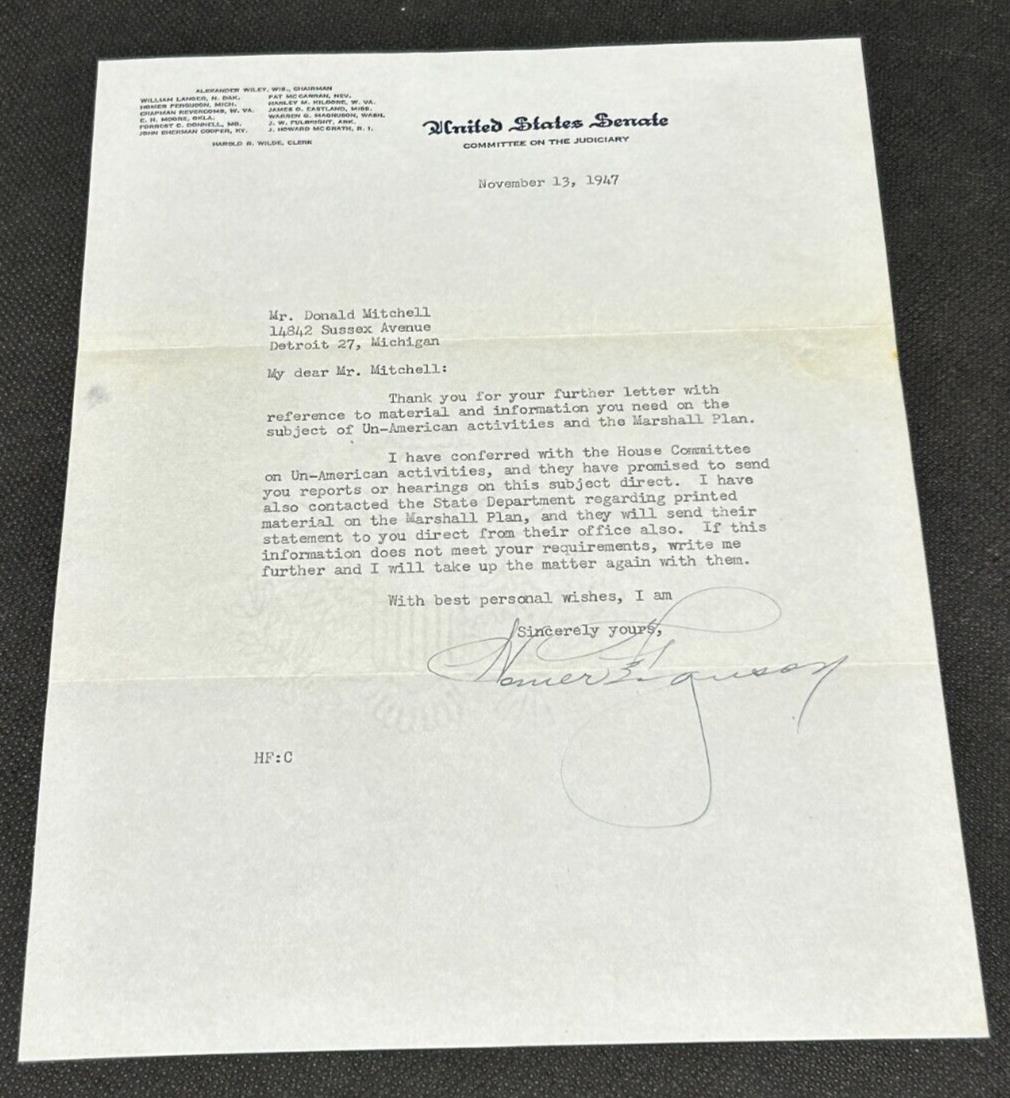 ALEXANDER WILEY, WIS., CHAIRMAN
WILLIAM LANGER, N. DAK.
HOMER FERGUSON, MICH.
CHAPMAN REVERCOMB, W. VA.
E. H. MOORE, OKLA.
FORREST C. DONNELL, MO.
JOHN SHERMAN COOPER, KY.
PAT MC CARRAN, NEV.
HARLEY M. KILGORE, W. VA.
JAMES O. EASTLAND, MISS.
WARREN G. MAGNUSON, WASH.
J. W. FULBRIGHT, ARK.
J. HOWARD MC GRATH, R. I.
HAROLD R. WILDE, CLERK
United States Senate
COMMITTEE ON THE JUDICIARY
November 13, 1947
Mr. Donald Mitchell
14842 Sussex Avenue
Detroit 27, Michigan
My dear Mr. Mitchell:
Thank you for your further letter with
reference to material and information you need on the
subject of Un-American activities and the Marshall Plan.
I have conferred with the House Committee
on Un-American activities, and they have promised to send
you reports or hearings on this subject direct. I have
also contacted the State Department regarding printed
material on the Marshall Plan, and they will send their
statement to you direct from their office also. If this
information does not meet your requirements, write me
further and I will take up the matter again with them.
With best personal wishes, I am
Sincerely yours,
Homer Ferguson
HF:C